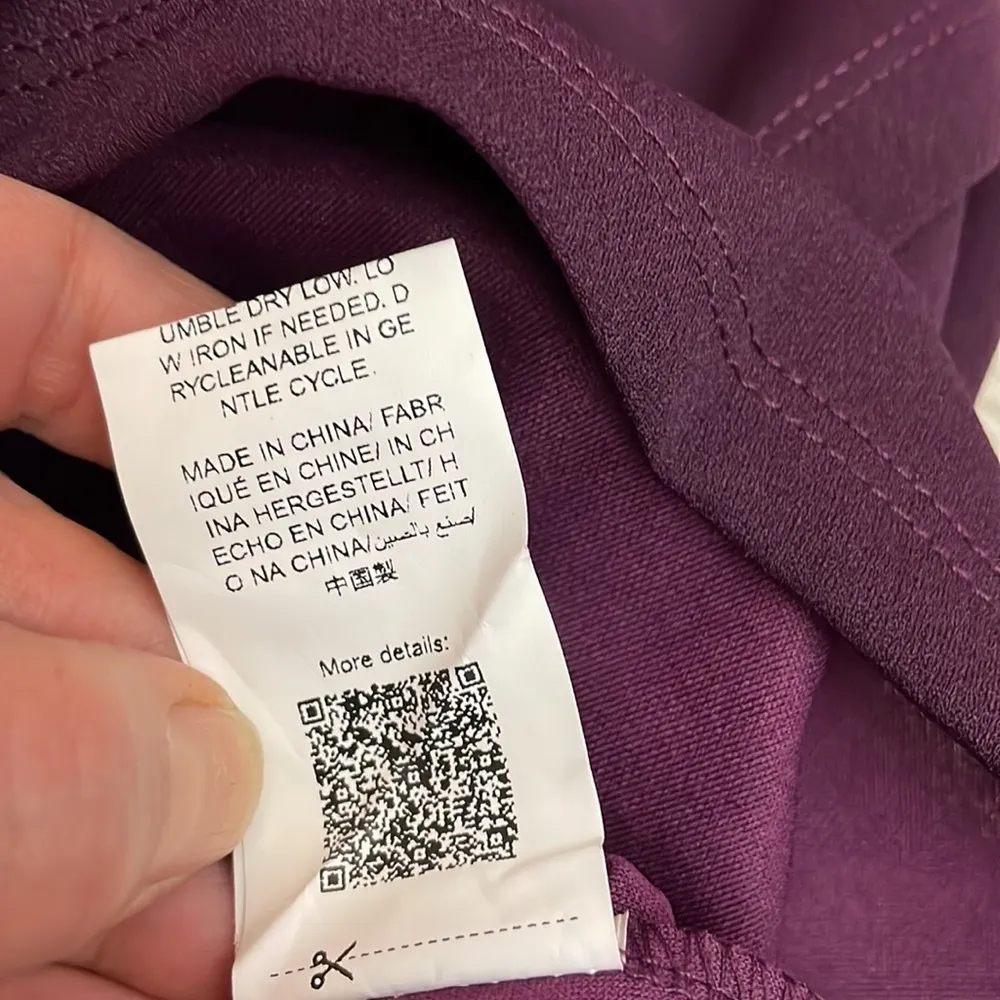 UMBLE DRY LOW. LO
W IRON IF NEEDED. D
RYCLEANABLE IN GE
NTLE CYCLE.
MADE IN CHINA/ FABR
IQUÉ EN CHINE/ IN CH
INA HERGESTELLT/ H
ECHO EN CHINA/ FEIT
O NA CHINA/صنع بالصين/
中国製
More details: